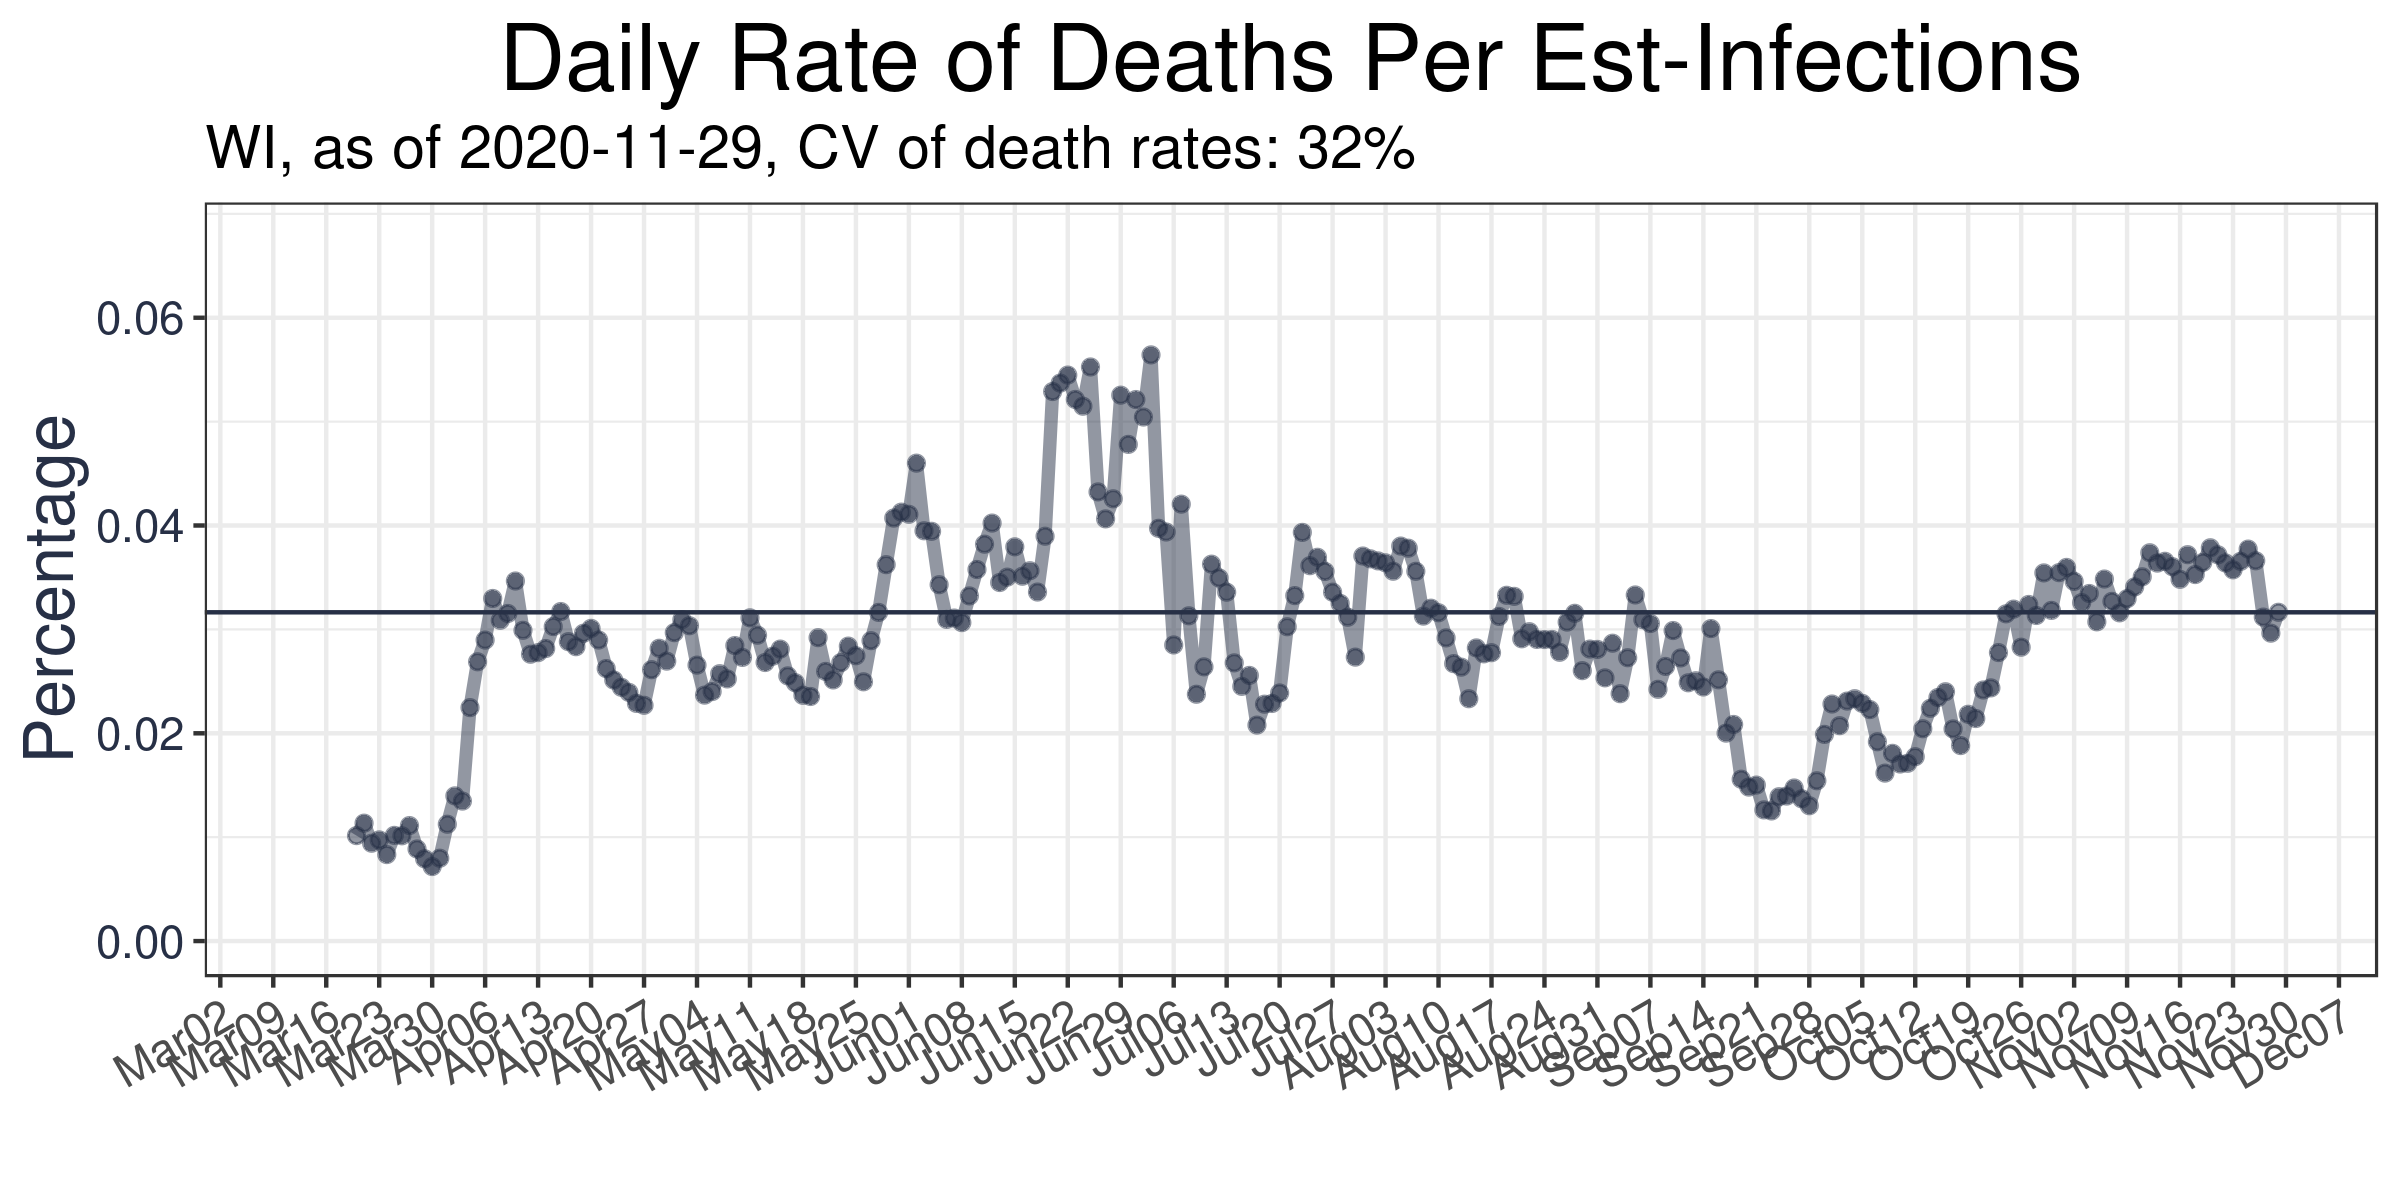 Daily Rate of Deaths Per Est-Infections
WI, as of 2020-11-29, CV of death rates: 32%
Percentage
0.06
0.04
0.02
0.00
Mar02
Mar09
Mar16
Mar23
Mar30
Apr06
Apr13
Apr20
Apr27
May04
May11
May18
May25
Jun01
Jun08
Jun15
Jun22
Jun29
Jul06
Jul13
Jul20
Jul27
Aug03
Aug10
Aug17
Aug24
Aug31
Sep07
Sep14
Sep21
Sep28
Oct05
Oct12
Oct19
Oct26
Nov02
Nov09
Nov16
Nov23
Nov30
Dec07